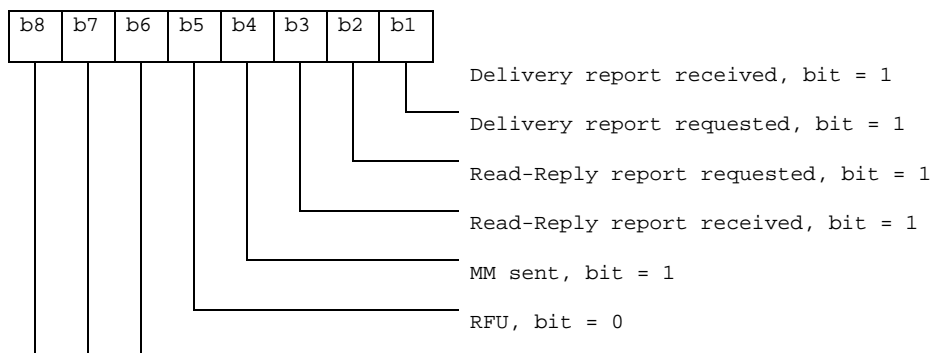 b8 b7 b6 b5 b4 b3 b2 b1
Delivery report received, bit = 1
Delivery report requested, bit = 1
Read-Reply report requested, bit = 1
Read-Reply report received, bit = 1
MM sent, bit = 1
RFU, bit = 0